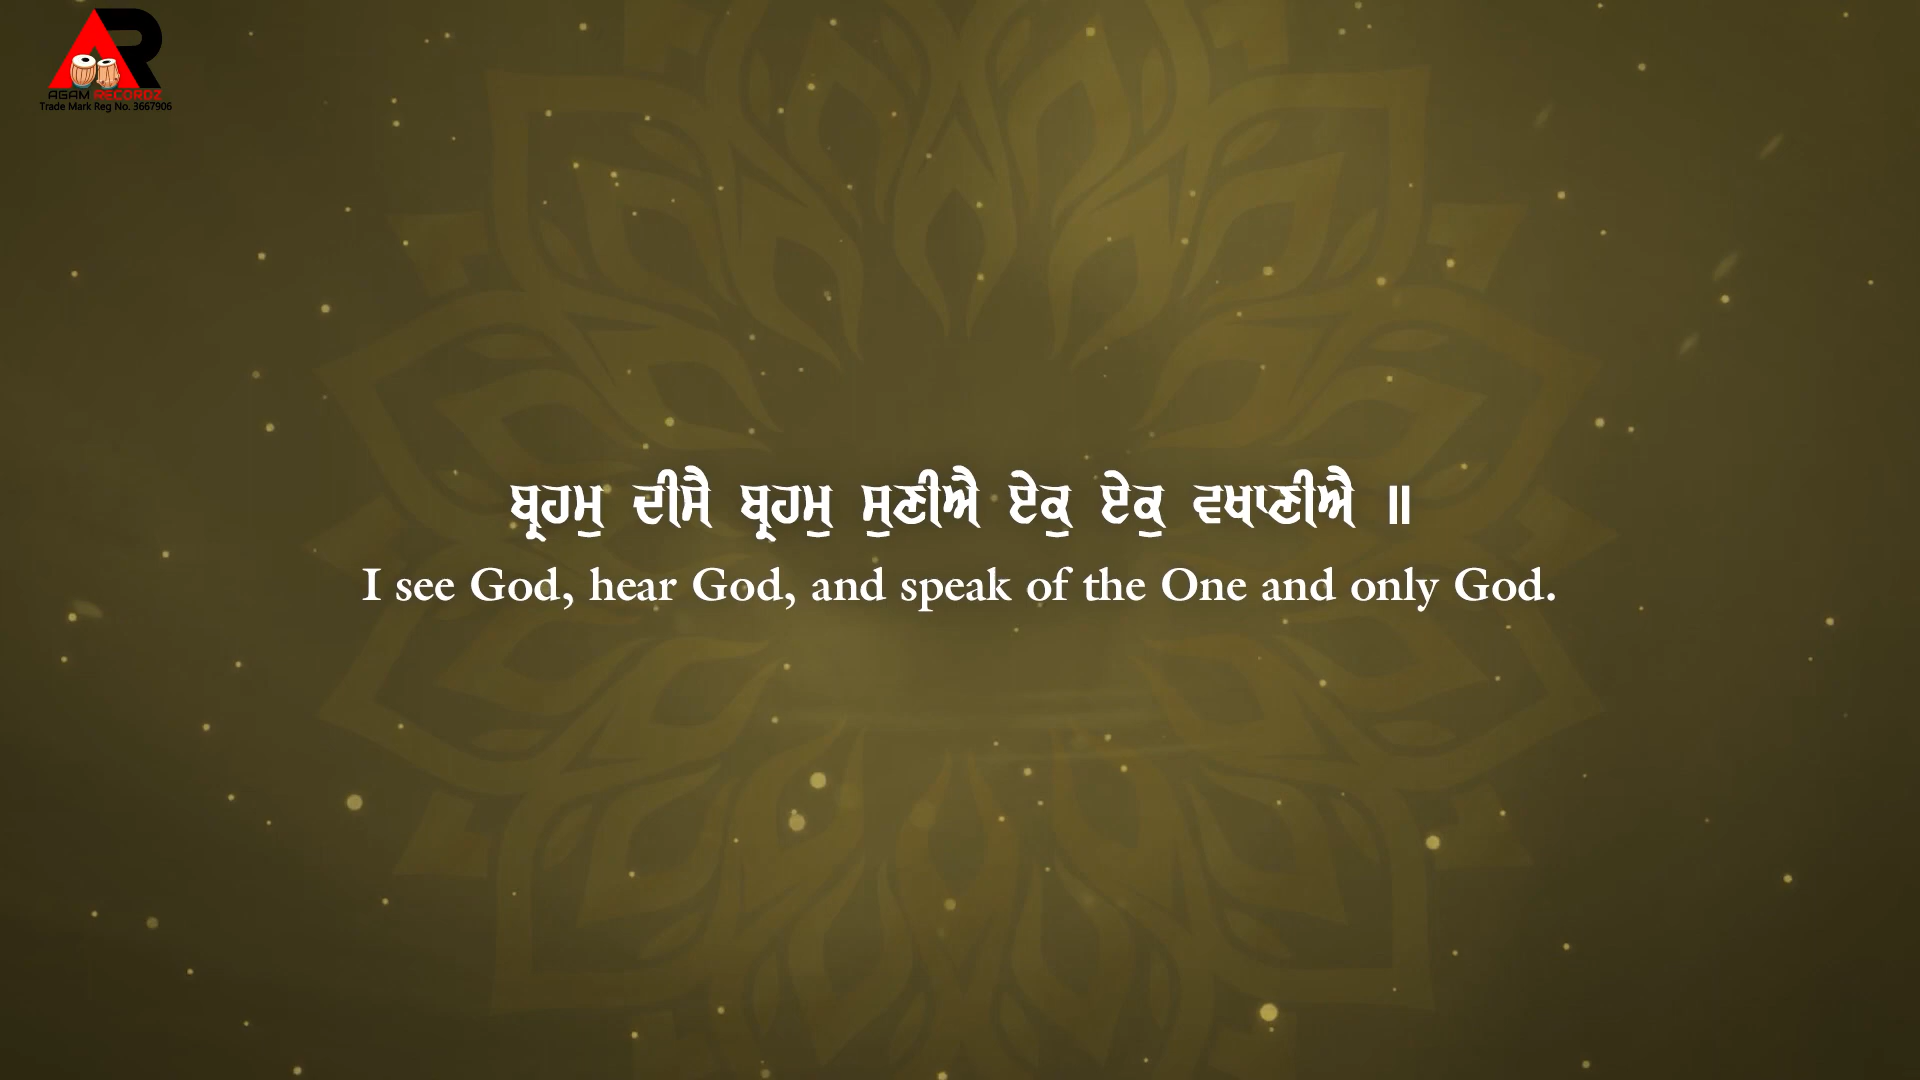 AR
AGAM RECORDZ
Trade Mark Reg No. 3667906
ਬ੍ਰਹਮੁ ਦੀਸੈ ਬ੍ਰਹਮੁ ਸੁਣੀਐ ਏਕੁ ਏਕੁ ਵਖਾਣੀਐ ॥
I see God, hear God, and speak of the One and only God.